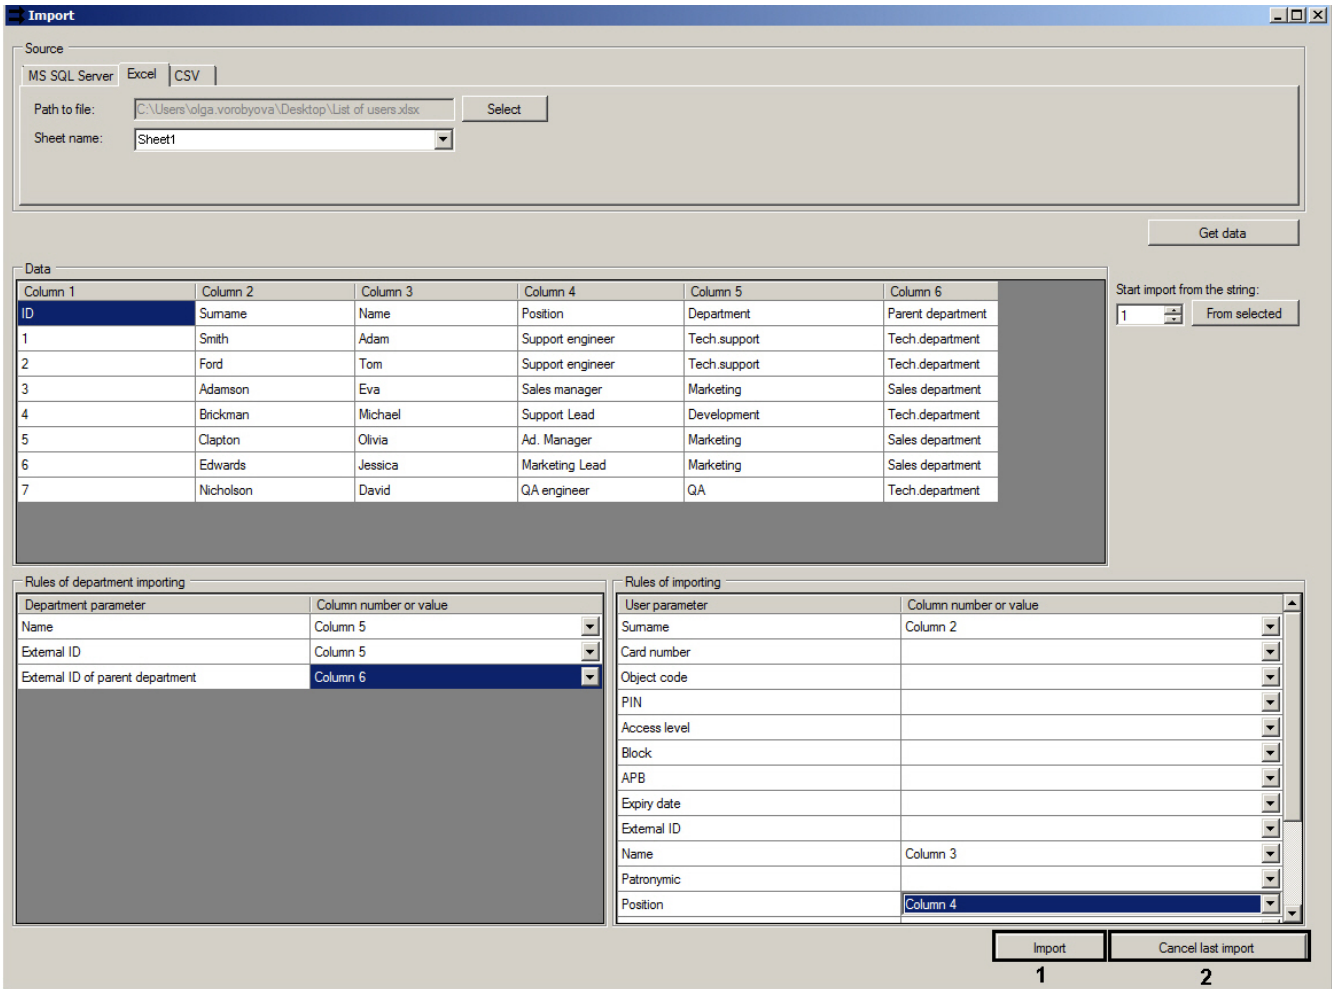 Import
Source
MS SQL Server Excel CSV
Path to file: C:\Users\olga.vorobyova\Desktop\List of users.xlsx Select
Sheet name: Sheet1
Get data
Data
Column 1 Column 2 Column 3 Column 4 Column 5 Column 6
ID Surname Name Position Department Parent department
1 Smith Adam Support engineer Tech.support Tech.department
2 Ford Tom Support engineer Tech.support Tech.department
3 Adamson Eva Sales manager Marketing Sales department
4 Brickman Michael Support Lead Development Tech.department
5 Clapton Olivia Ad. Manager Marketing Sales department
6 Edwards Jessica Marketing Lead Marketing Sales department
7 Nicholson David QA engineer QA Tech.department
Start import from the string:
1 From selected
Rules of department importing
Department parameter Column number or value
Name Column 5
External ID Column 5
External ID of parent department Column 6
Rules of importing
User parameter Column number or value
Surname Column 2
Card number
Object code
PIN
Access level
Block
APB
Expiry date
External ID
Name Column 3
Patronymic
Position Column 4
Import Cancel last import
1 2